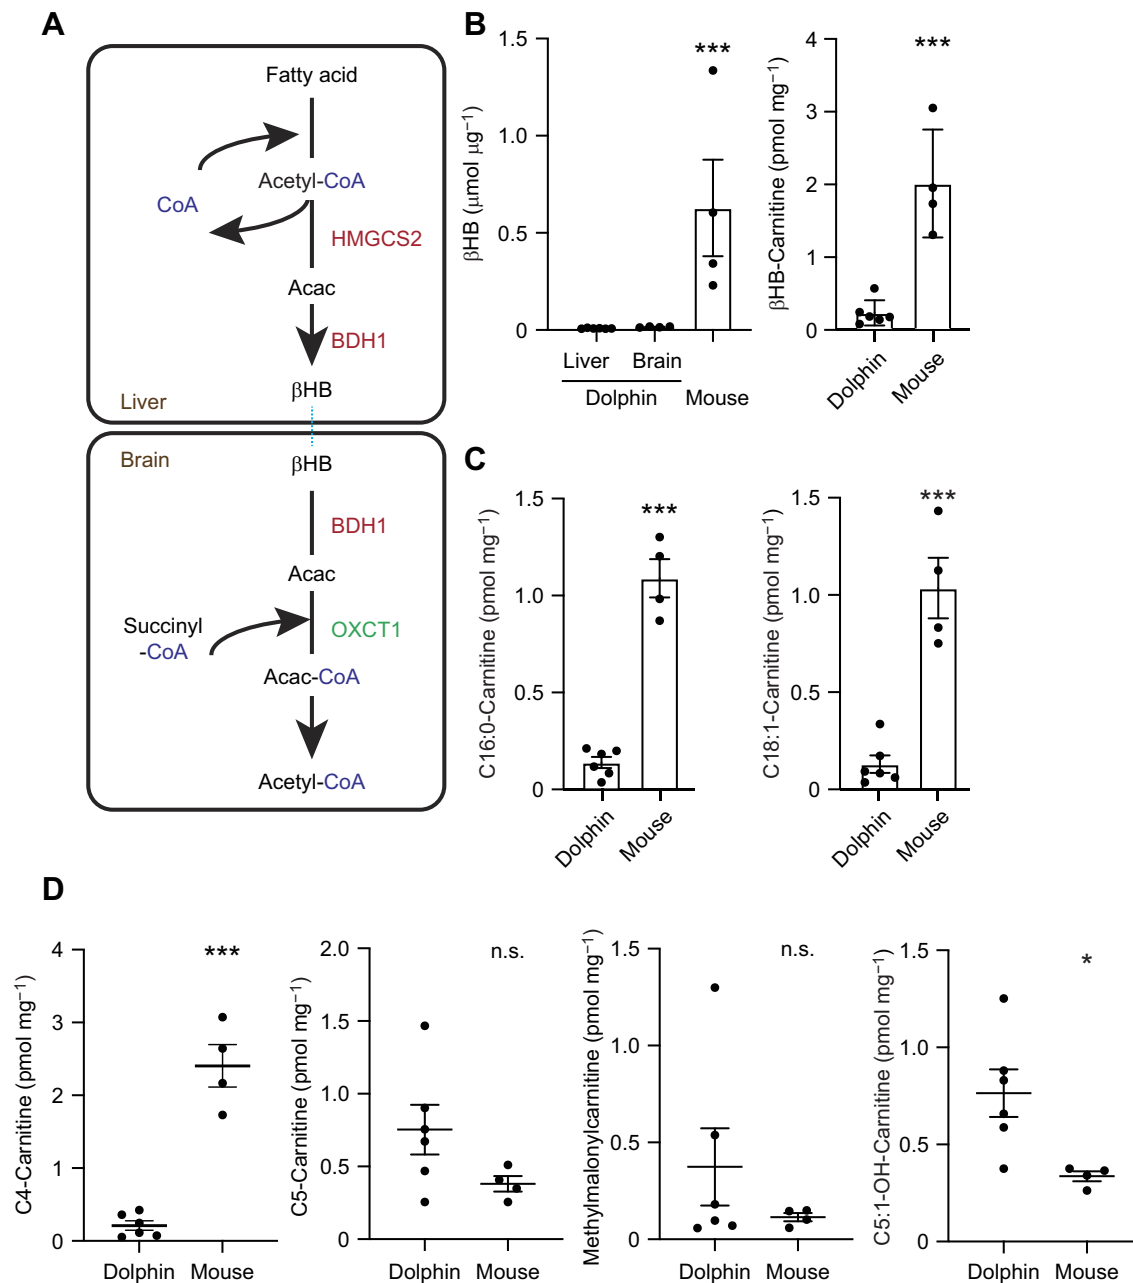 A
Fatty acid
Acetyl-CoA
CoA
HMGCS2
Acac
BDH1
βHB
Liver
Brain
βHB
BDH1
Acac
Succinyl
-CoA
OXCT1
Acac-CoA
Acetyl-CoA
B
βHB (μmol μg⁻¹)
1.5
1.0
0.5
0
***
Liver
Brain
Dolphin
Mouse
βHB-Carnitine (pmol mg⁻¹)
4
3
2
1
0
***
Dolphin
Mouse
C
C16:0-Carnitine (pmol mg⁻¹)
1.5
1.0
0.5
0
***
Dolphin
Mouse
C18:1-Carnitine (pmol mg⁻¹)
1.5
1.0
0.5
0
***
Dolphin
Mouse
D
C4-Carnitine (pmol mg⁻¹)
4
3
2
1
0
***
Dolphin
Mouse
C5-Carnitine (pmol mg⁻¹)
2.0
1.5
1.0
0.5
0
n.s.
Dolphin
Mouse
Methylmalonylcarnitine (pmol mg⁻¹)
1.5
1.0
0.5
0
n.s.
Dolphin
Mouse
C5:1-OH-Carnitine (pmol mg⁻¹)
1.5
1.0
0.5
0
*
Dolphin
Mouse